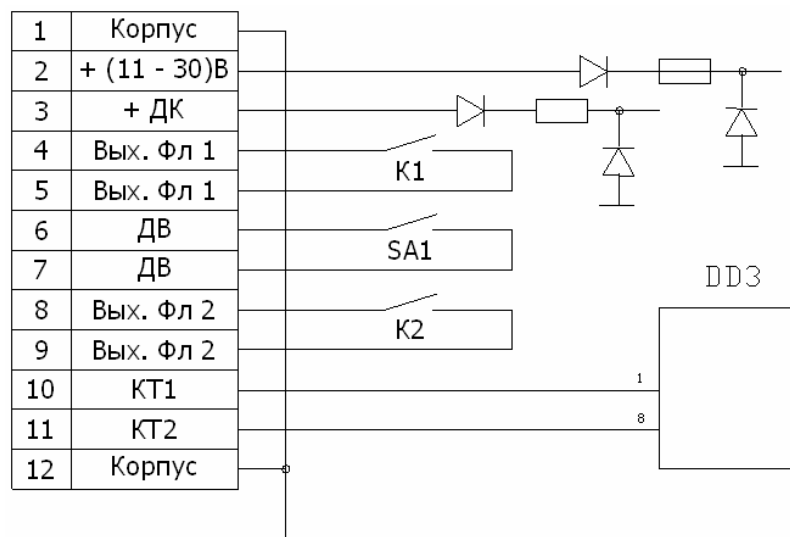 1 Корпус
2 + (11 - 30)В
3 + ДК
4 Вых. Фл 1
К1
5 Вых. Фл 1
6 ДВ
SA1
7 ДВ
DD3
8 Вых. Фл 2
К2
9 Вых. Фл 2
10 КТ1 1
11 КТ2 8
12 Корпус